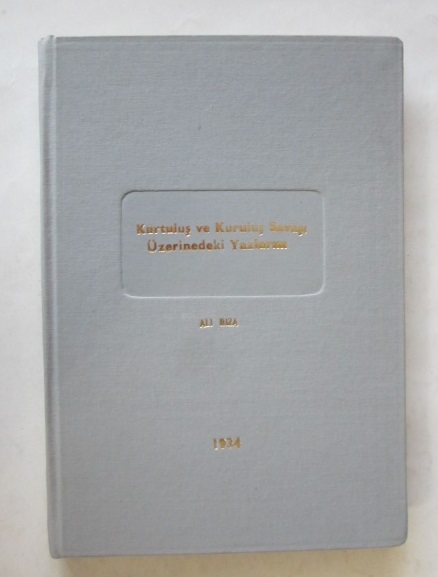 Kurtuluş ve Kuruluş Savaşı
Üzerinedeki Yazılarım
ALİ RIZA
1934